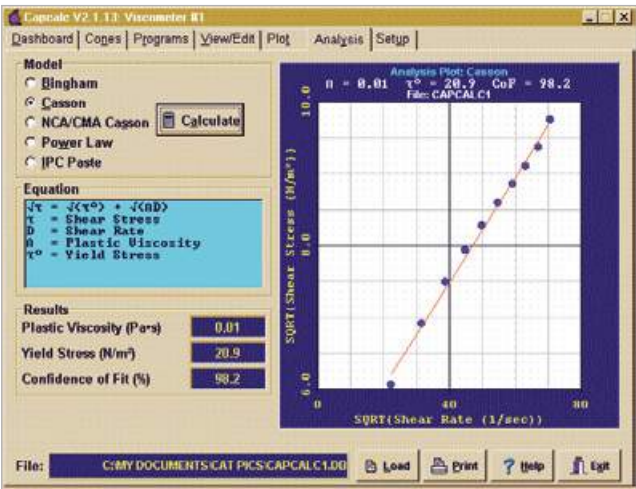 Capcalc V2.1.13: Viscometer #1
Dashboard Cones Programs View/Edit Plot Analysis Setup
Model
Bingham
Casson
NCA/CMA Casson
Power Law
IPC Paste
Calculate
Equation
√τ = √(τº) + √(ηD)
τ = Shear Stress
D = Shear Rate
η = Plastic Viscosity
τº = Yield Stress
Results
Plastic Viscosity (Pa•s) 0.01
Yield Stress (N/m²) 20.9
Confidence of Fit (%) 98.2
Analysis Plot: Casson
η = 0.01 τº = 20.9 CoF = 98.2
File: CAPCALC1
10.0
8.0
6.0
SQRT(Shear Stress (N/m²))
0 40 80
SQRT(Shear Rate (1/sec))
File: C:\MY DOCUMENTS\CAT PICS\CAPCALC1.DO Load Print Help Exit